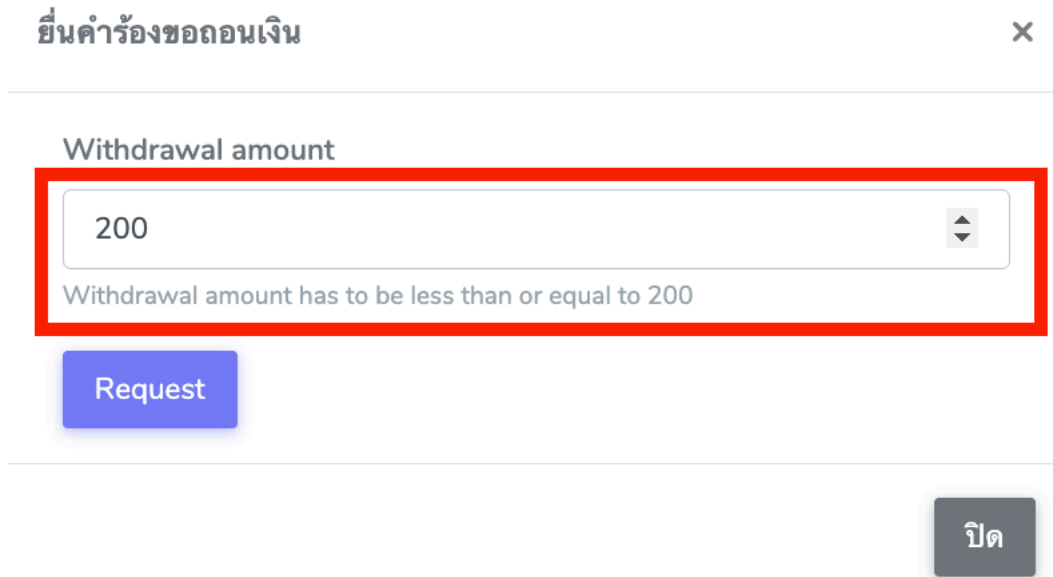 ยื่นคำร้องขอถอนเงิน
Withdrawal amount
200
Withdrawal amount has to be less than or equal to 200
Request
ปิด